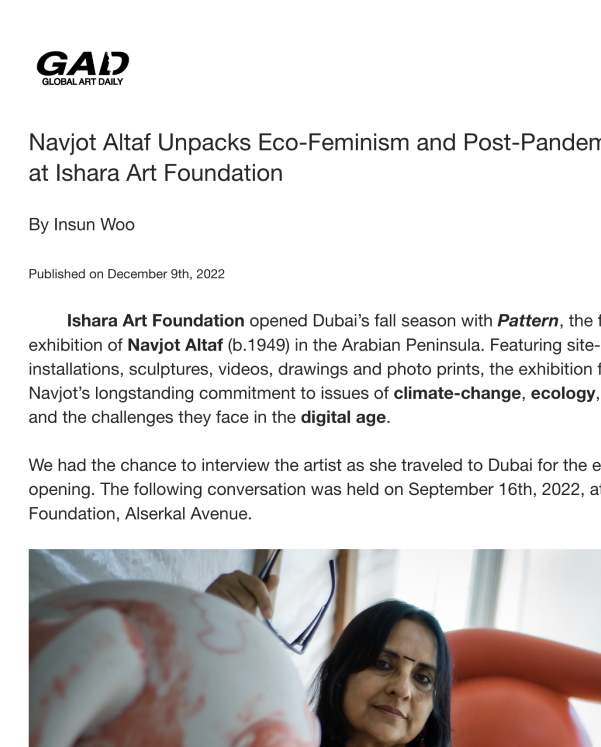 GAD
GLOBAL ART DAILY
Navjot Altaf Unpacks Eco-Feminism and Post-Pandem
at Ishara Art Foundation
By Insun Woo
Published on December 9th, 2022
Ishara Art Foundation opened Dubai’s fall season with Pattern, the f
exhibition of Navjot Altaf (b.1949) in the Arabian Peninsula. Featuring site-
installations, sculptures, videos, drawings and photo prints, the exhibition f
Navjot’s longstanding commitment to issues of climate-change, ecology,
and the challenges they face in the digital age.
We had the chance to interview the artist as she traveled to Dubai for the e
opening. The following conversation was held on September 16th, 2022, at
Foundation, Alserkal Avenue.